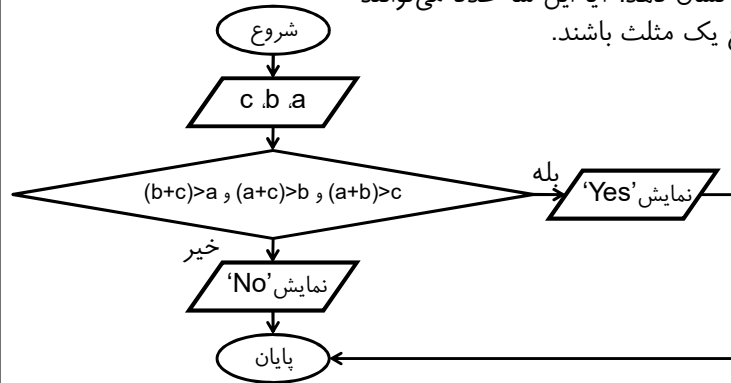 نشان دهد. آیا این سه عدد می‌توانند
یک مثلث باشند.
شروع
a، b، c
(a+b)>c و (a+c)>b و (b+c)>a
بله
نمایش 'Yes'
خیر
نمایش 'No'
پایان